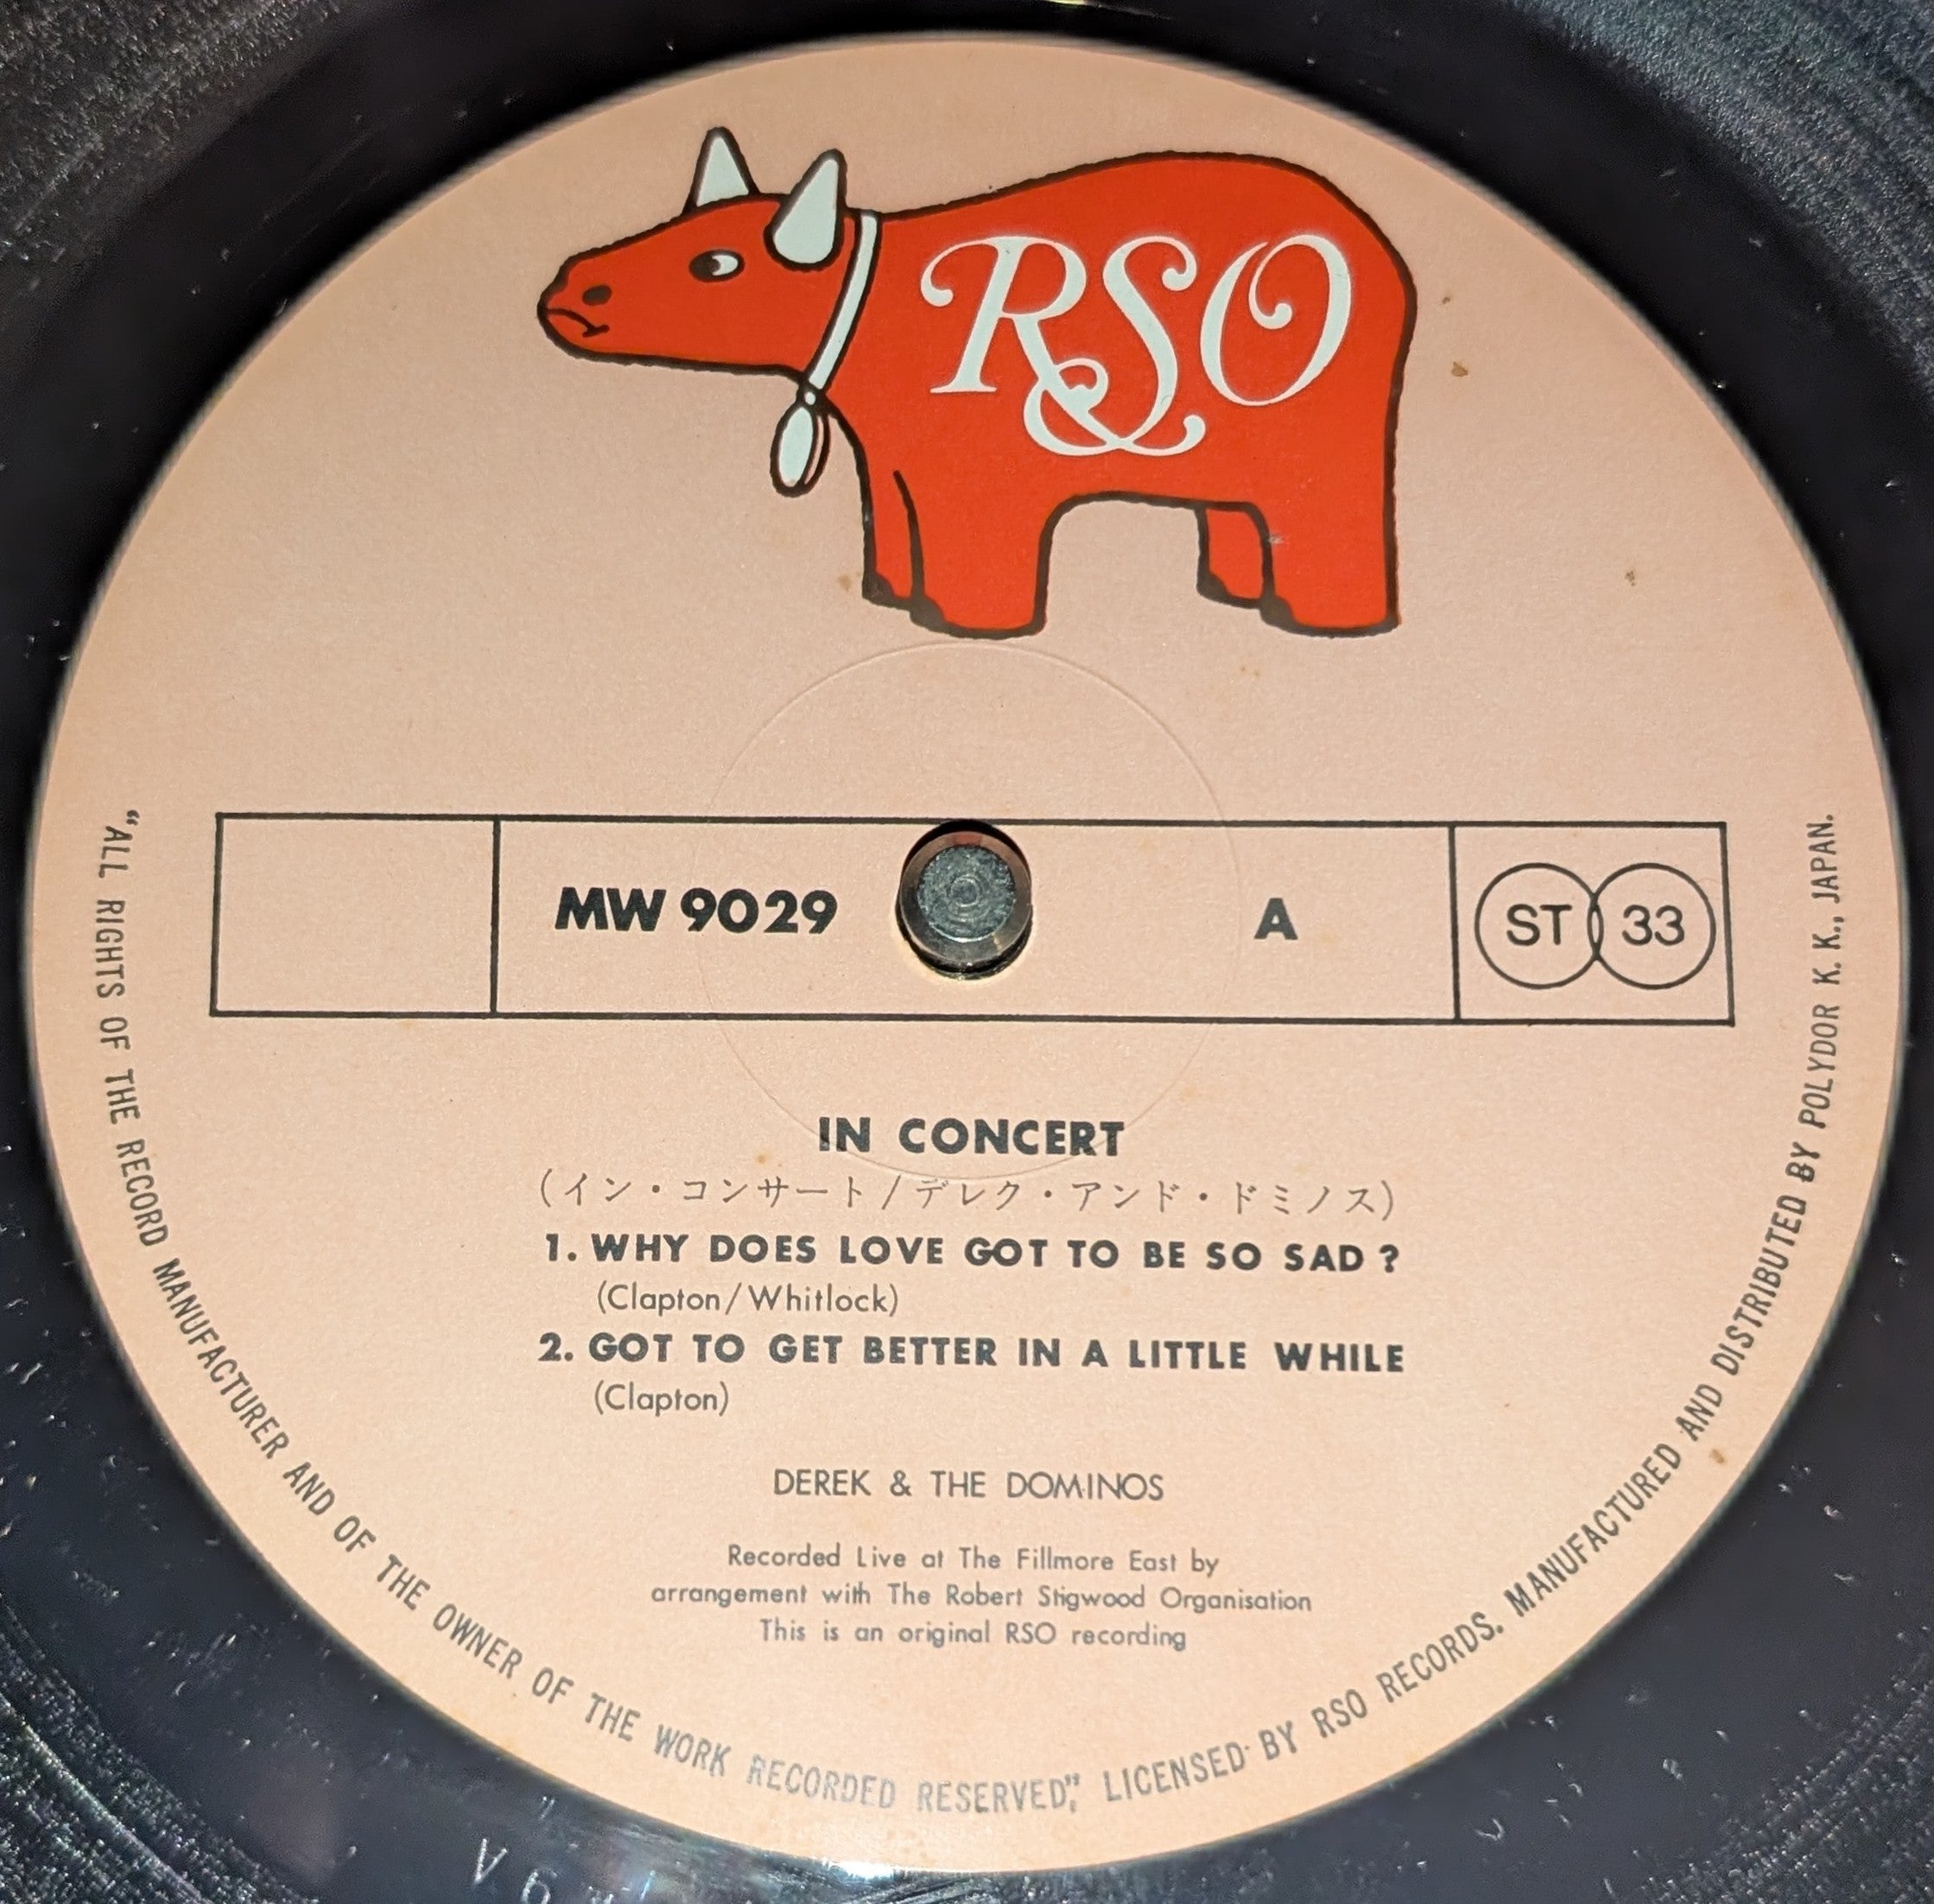 RSO
MW 9029
A
ST 33
IN CONCERT
(イン・コンサート/デレク・アンド・ドミノス)
1. WHY DOES LOVE GOT TO BE SO SAD ?
(Clapton/Whitlock)
2. GOT TO GET BETTER IN A LITTLE WHILE
(Clapton)
DEREK & THE DOMINOS
Recorded Live at The Fillmore East by
arrangement with The Robert Stigwood Organisation
This is an original RSO recording
“ALL RIGHTS OF THE RECORD MANUFACTURER AND OF THE OWNER OF THE WORK RECORDED RESERVED”; LICENSED BY RSO RECORDS. MANUFACTURED AND DISTRIBUTED BY POLYDOR K. K., JAPAN.